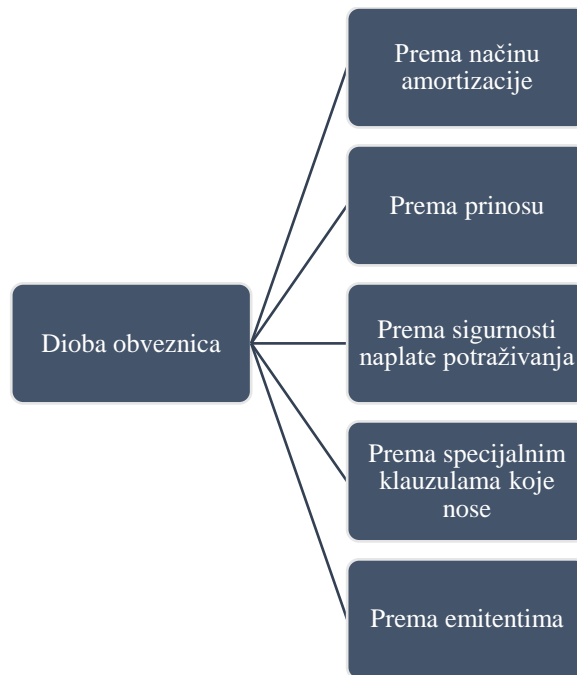 Dioba obveznica
Prema načinu
amortizacije
Prema prinosu
Prema sigurnosti
naplate potraživanja
Prema specijalnim
klauzulama koje
nose
Prema emitentima